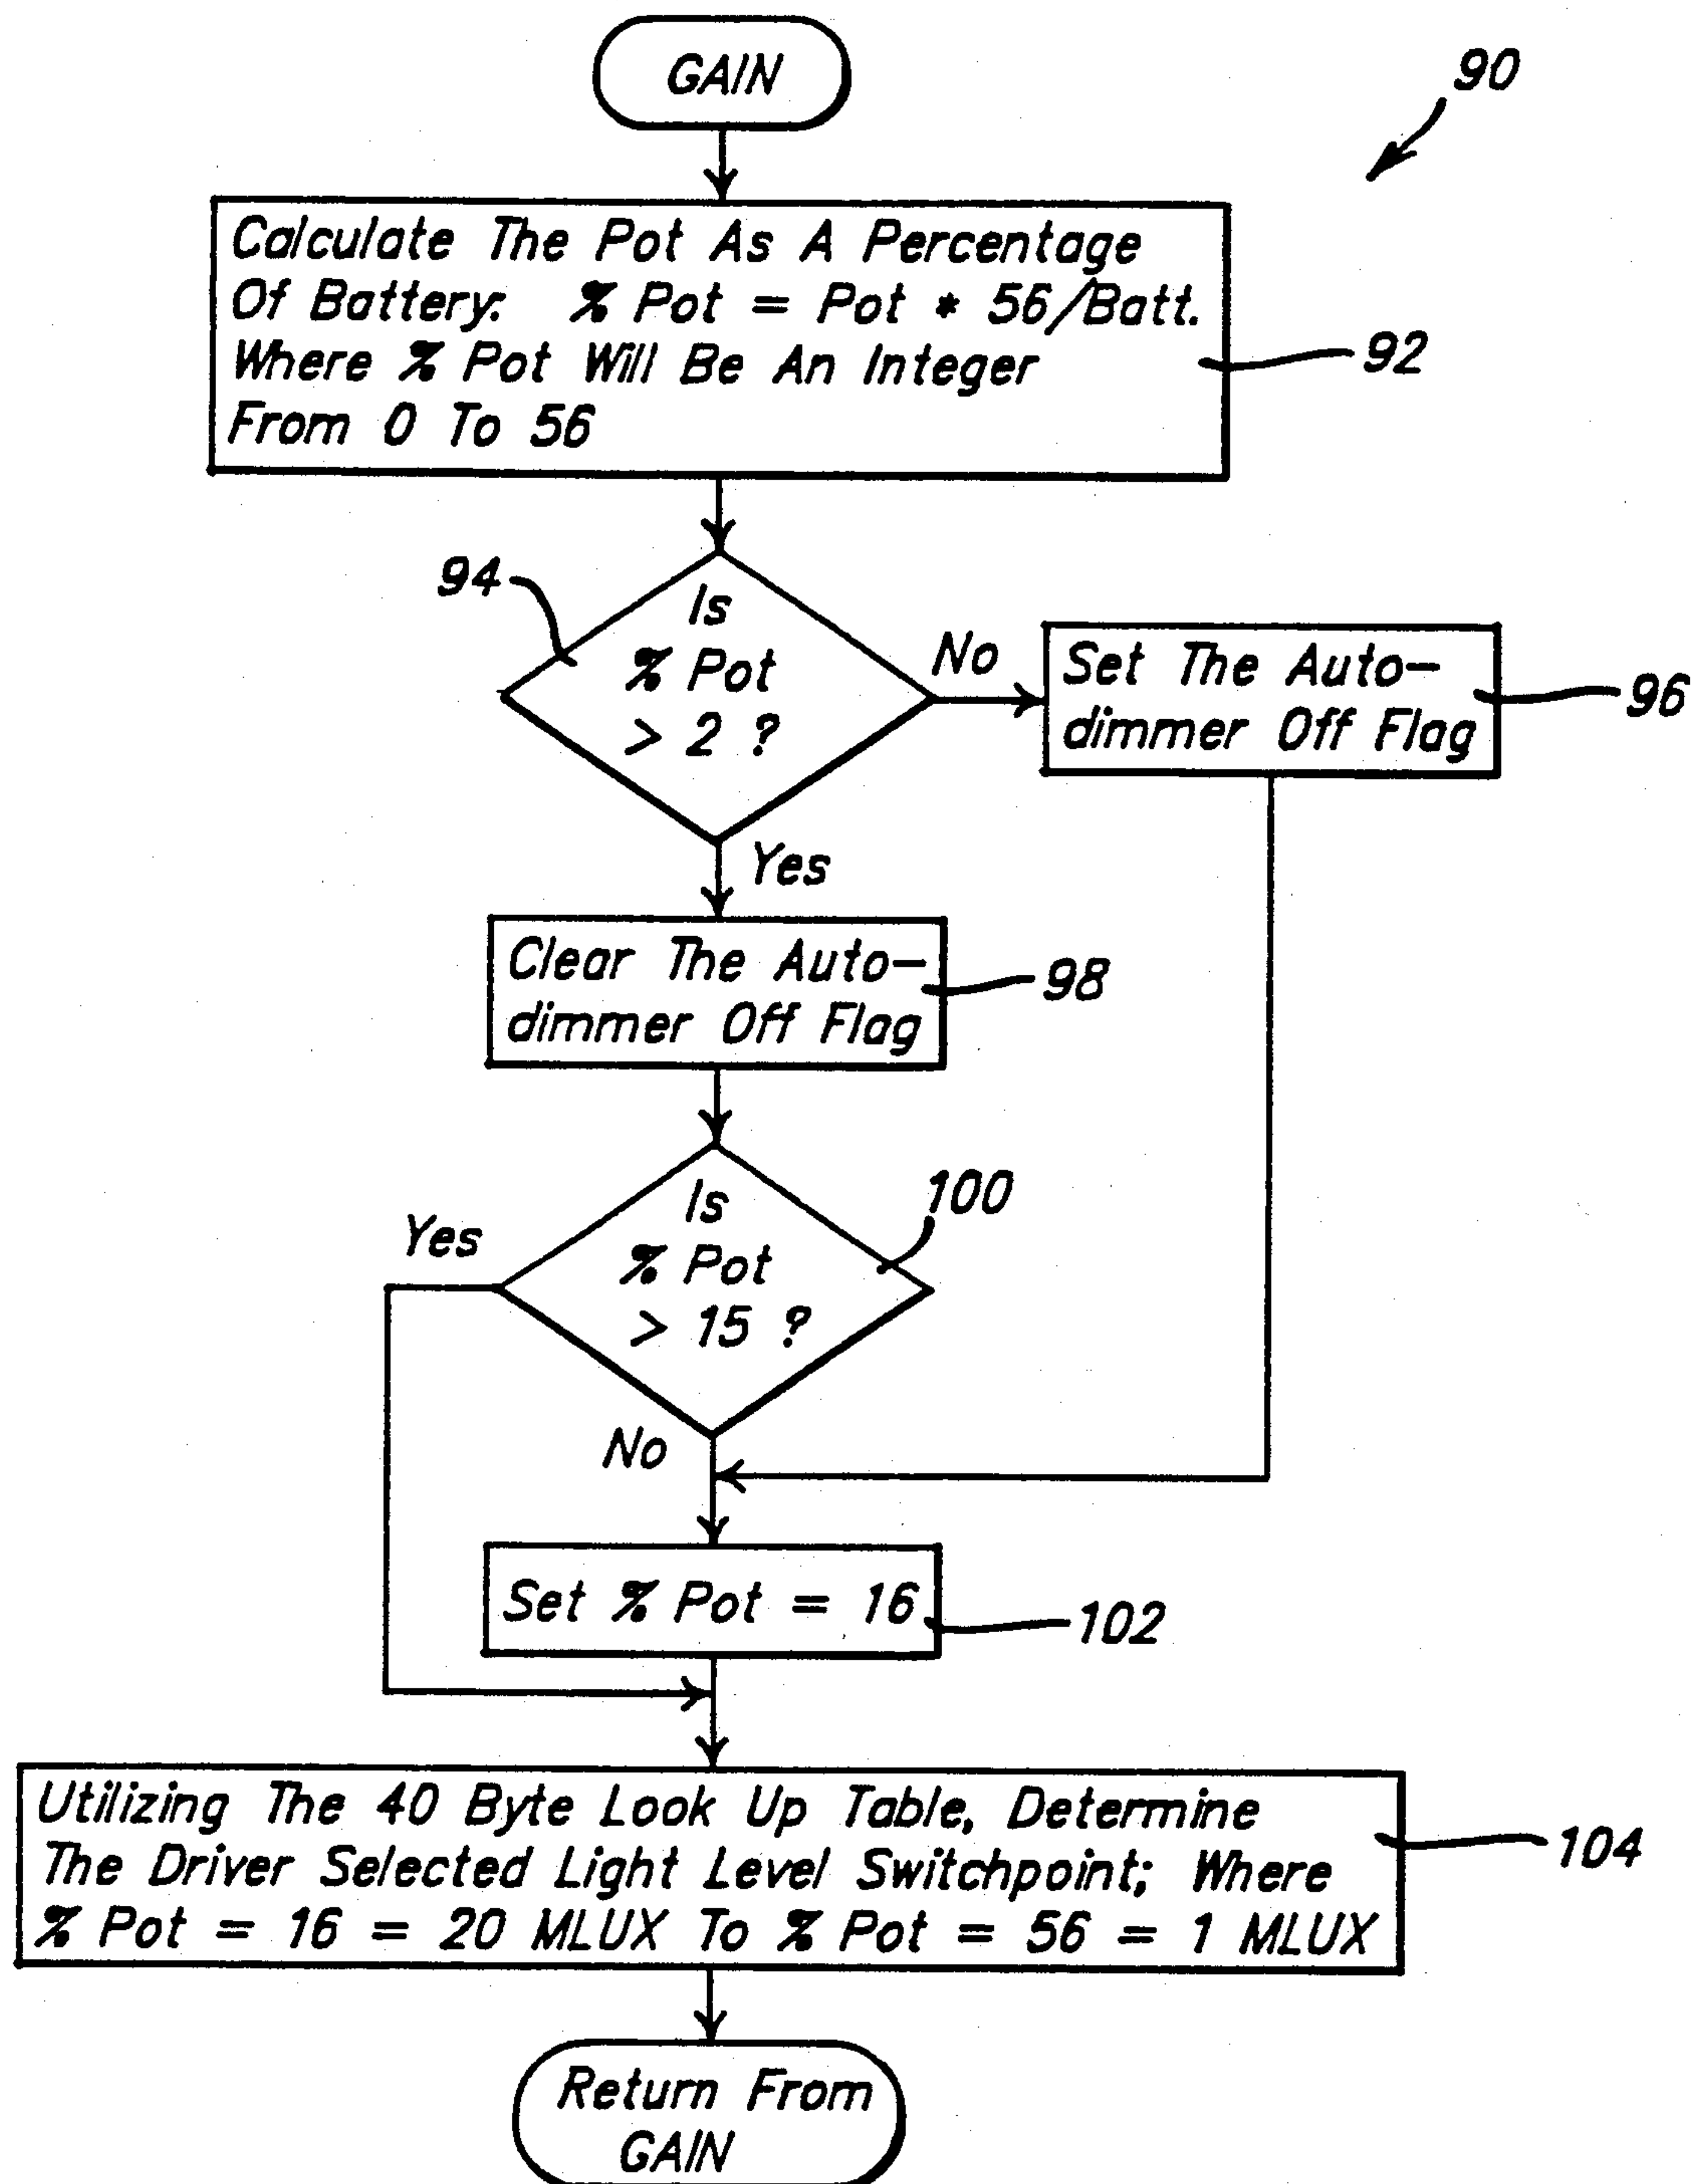 GAIN
90
Calculate The Pot As A Percentage
Of Battery: % Pot = Pot * 56/Batt.
Where % Pot Will Be An Integer
From 0 To 56
92
94
Is
% Pot
> 2 ?
No
Set The Auto-
dimmer Off Flag
96
Yes
Clear The Auto-
dimmer Off Flag
98
Is
% Pot
> 15 ?
100
Yes
No
Set % Pot = 16
102
Utilizing The 40 Byte Look Up Table, Determine
The Driver Selected Light Level Switchpoint; Where
% Pot = 16 = 20 MLUX To % Pot = 56 = 1 MLUX
104
Return From
GAIN